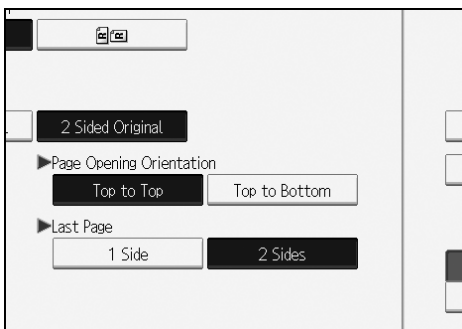 2 Sided Original
▶Page Opening Orientation
Top to Top Top to Bottom
▶Last Page
1 Side 2 Sides